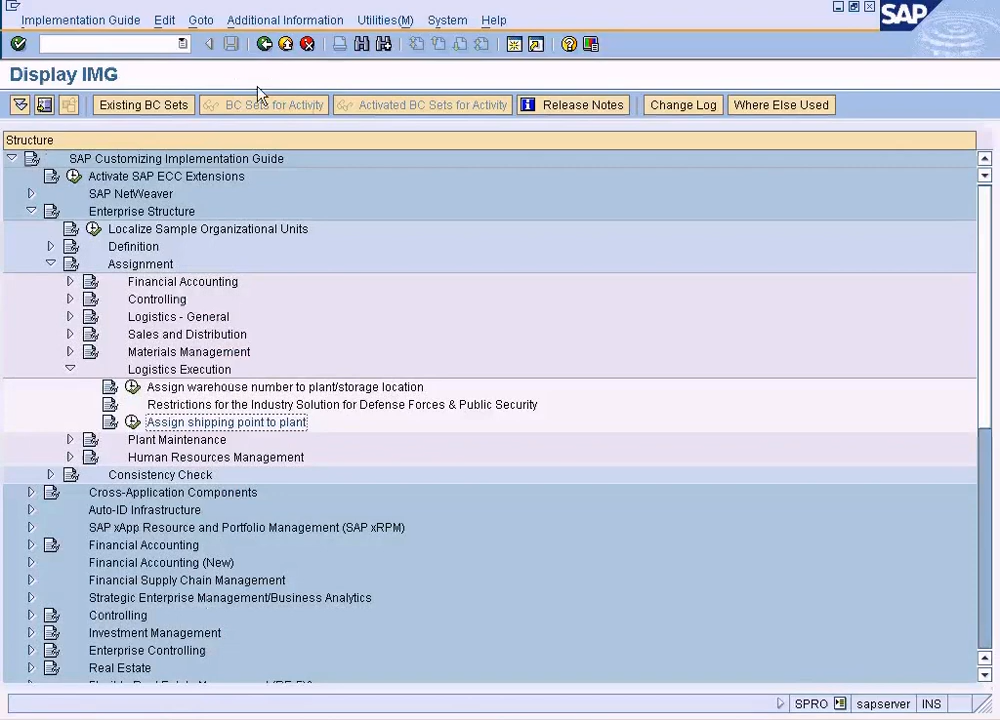 Implementation Guide Edit Goto Additional Information Utilities(M) System Help
SAP
Display IMG
Existing BC Sets BC Sets for Activity Activated BC Sets for Activity Release Notes Change Log Where Else Used
Structure
SAP Customizing Implementation Guide
Activate SAP ECC Extensions
SAP NetWeaver
Enterprise Structure
Localize Sample Organizational Units
Definition
Assignment
Financial Accounting
Controlling
Logistics - General
Sales and Distribution
Materials Management
Logistics Execution
Assign warehouse number to plant/storage location
Restrictions for the Industry Solution for Defense Forces & Public Security
Assign shipping point to plant
Plant Maintenance
Human Resources Management
Consistency Check
Cross-Application Components
Auto-ID Infrastructure
SAP xApp Resource and Portfolio Management (SAP xRPM)
Financial Accounting
Financial Accounting (New)
Financial Supply Chain Management
Strategic Enterprise Management/Business Analytics
Controlling
Investment Management
Enterprise Controlling
Real Estate
SPRO sapserver INS